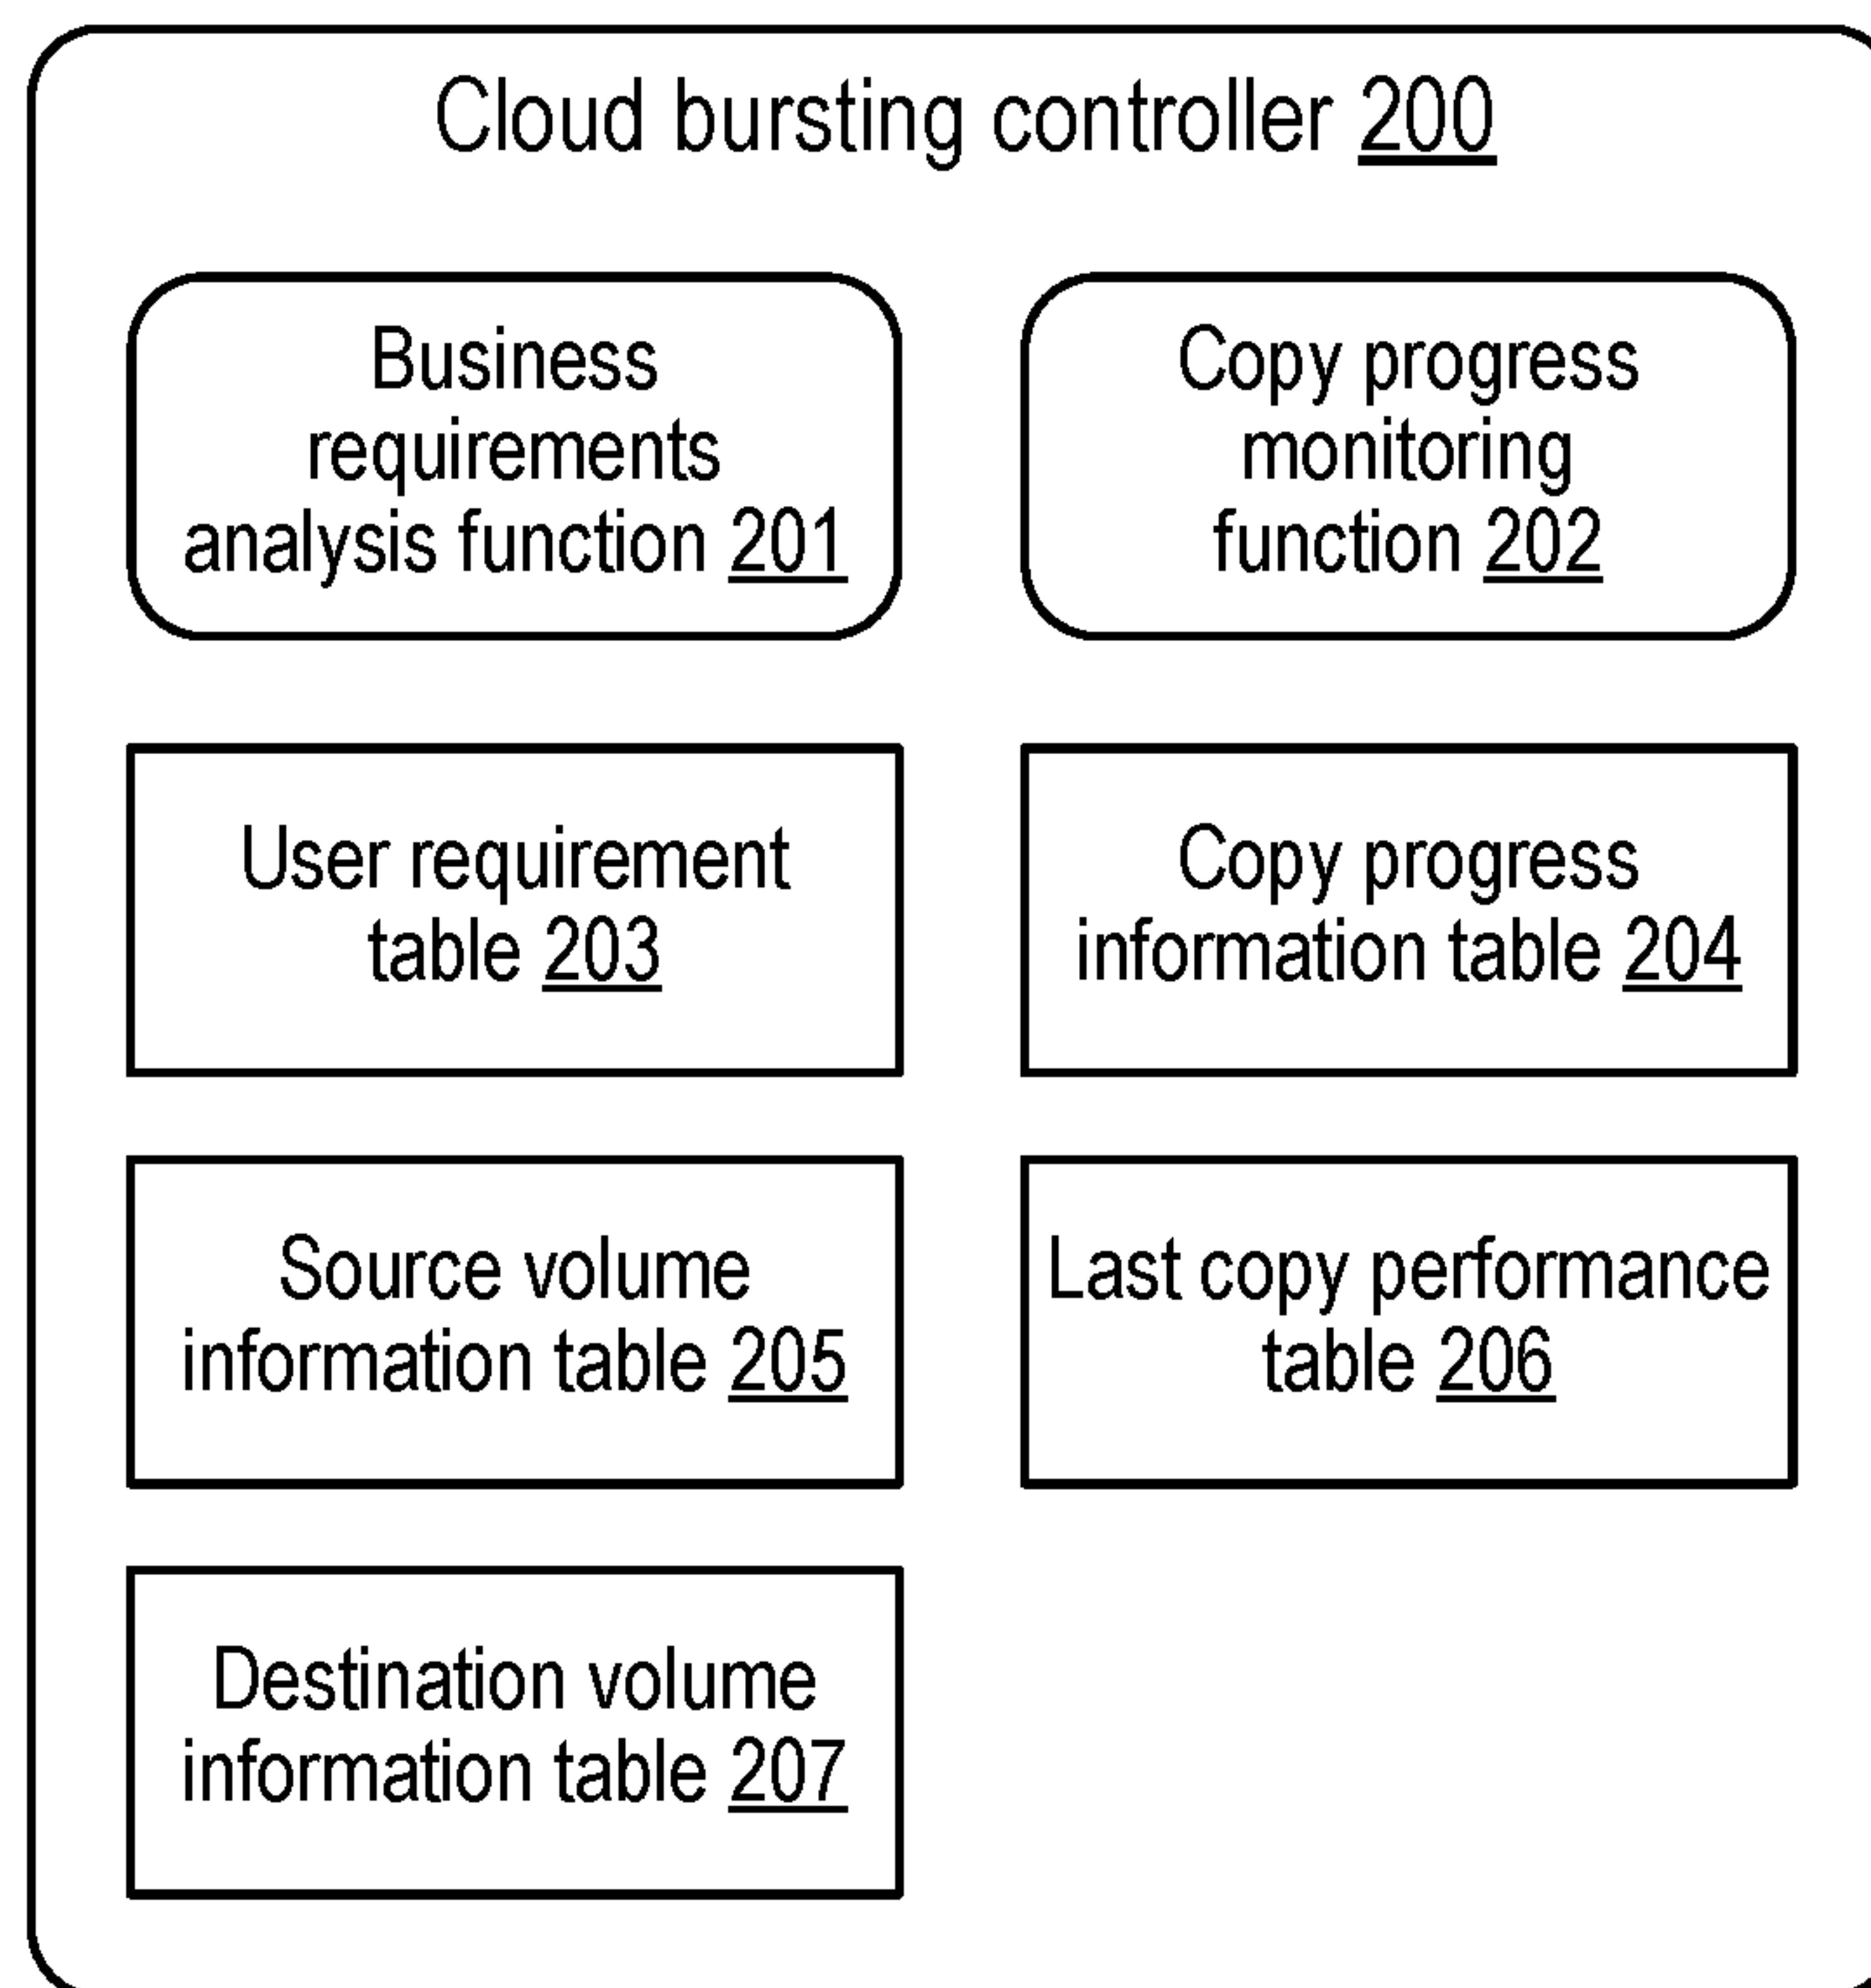 Cloud bursting controller 200
Business
requirements
analysis function 201
Copy progress
monitoring
function 202
User requirement
table 203
Copy progress
information table 204
Source volume
information table 205
Last copy performance
table 206
Destination volume
information table 207